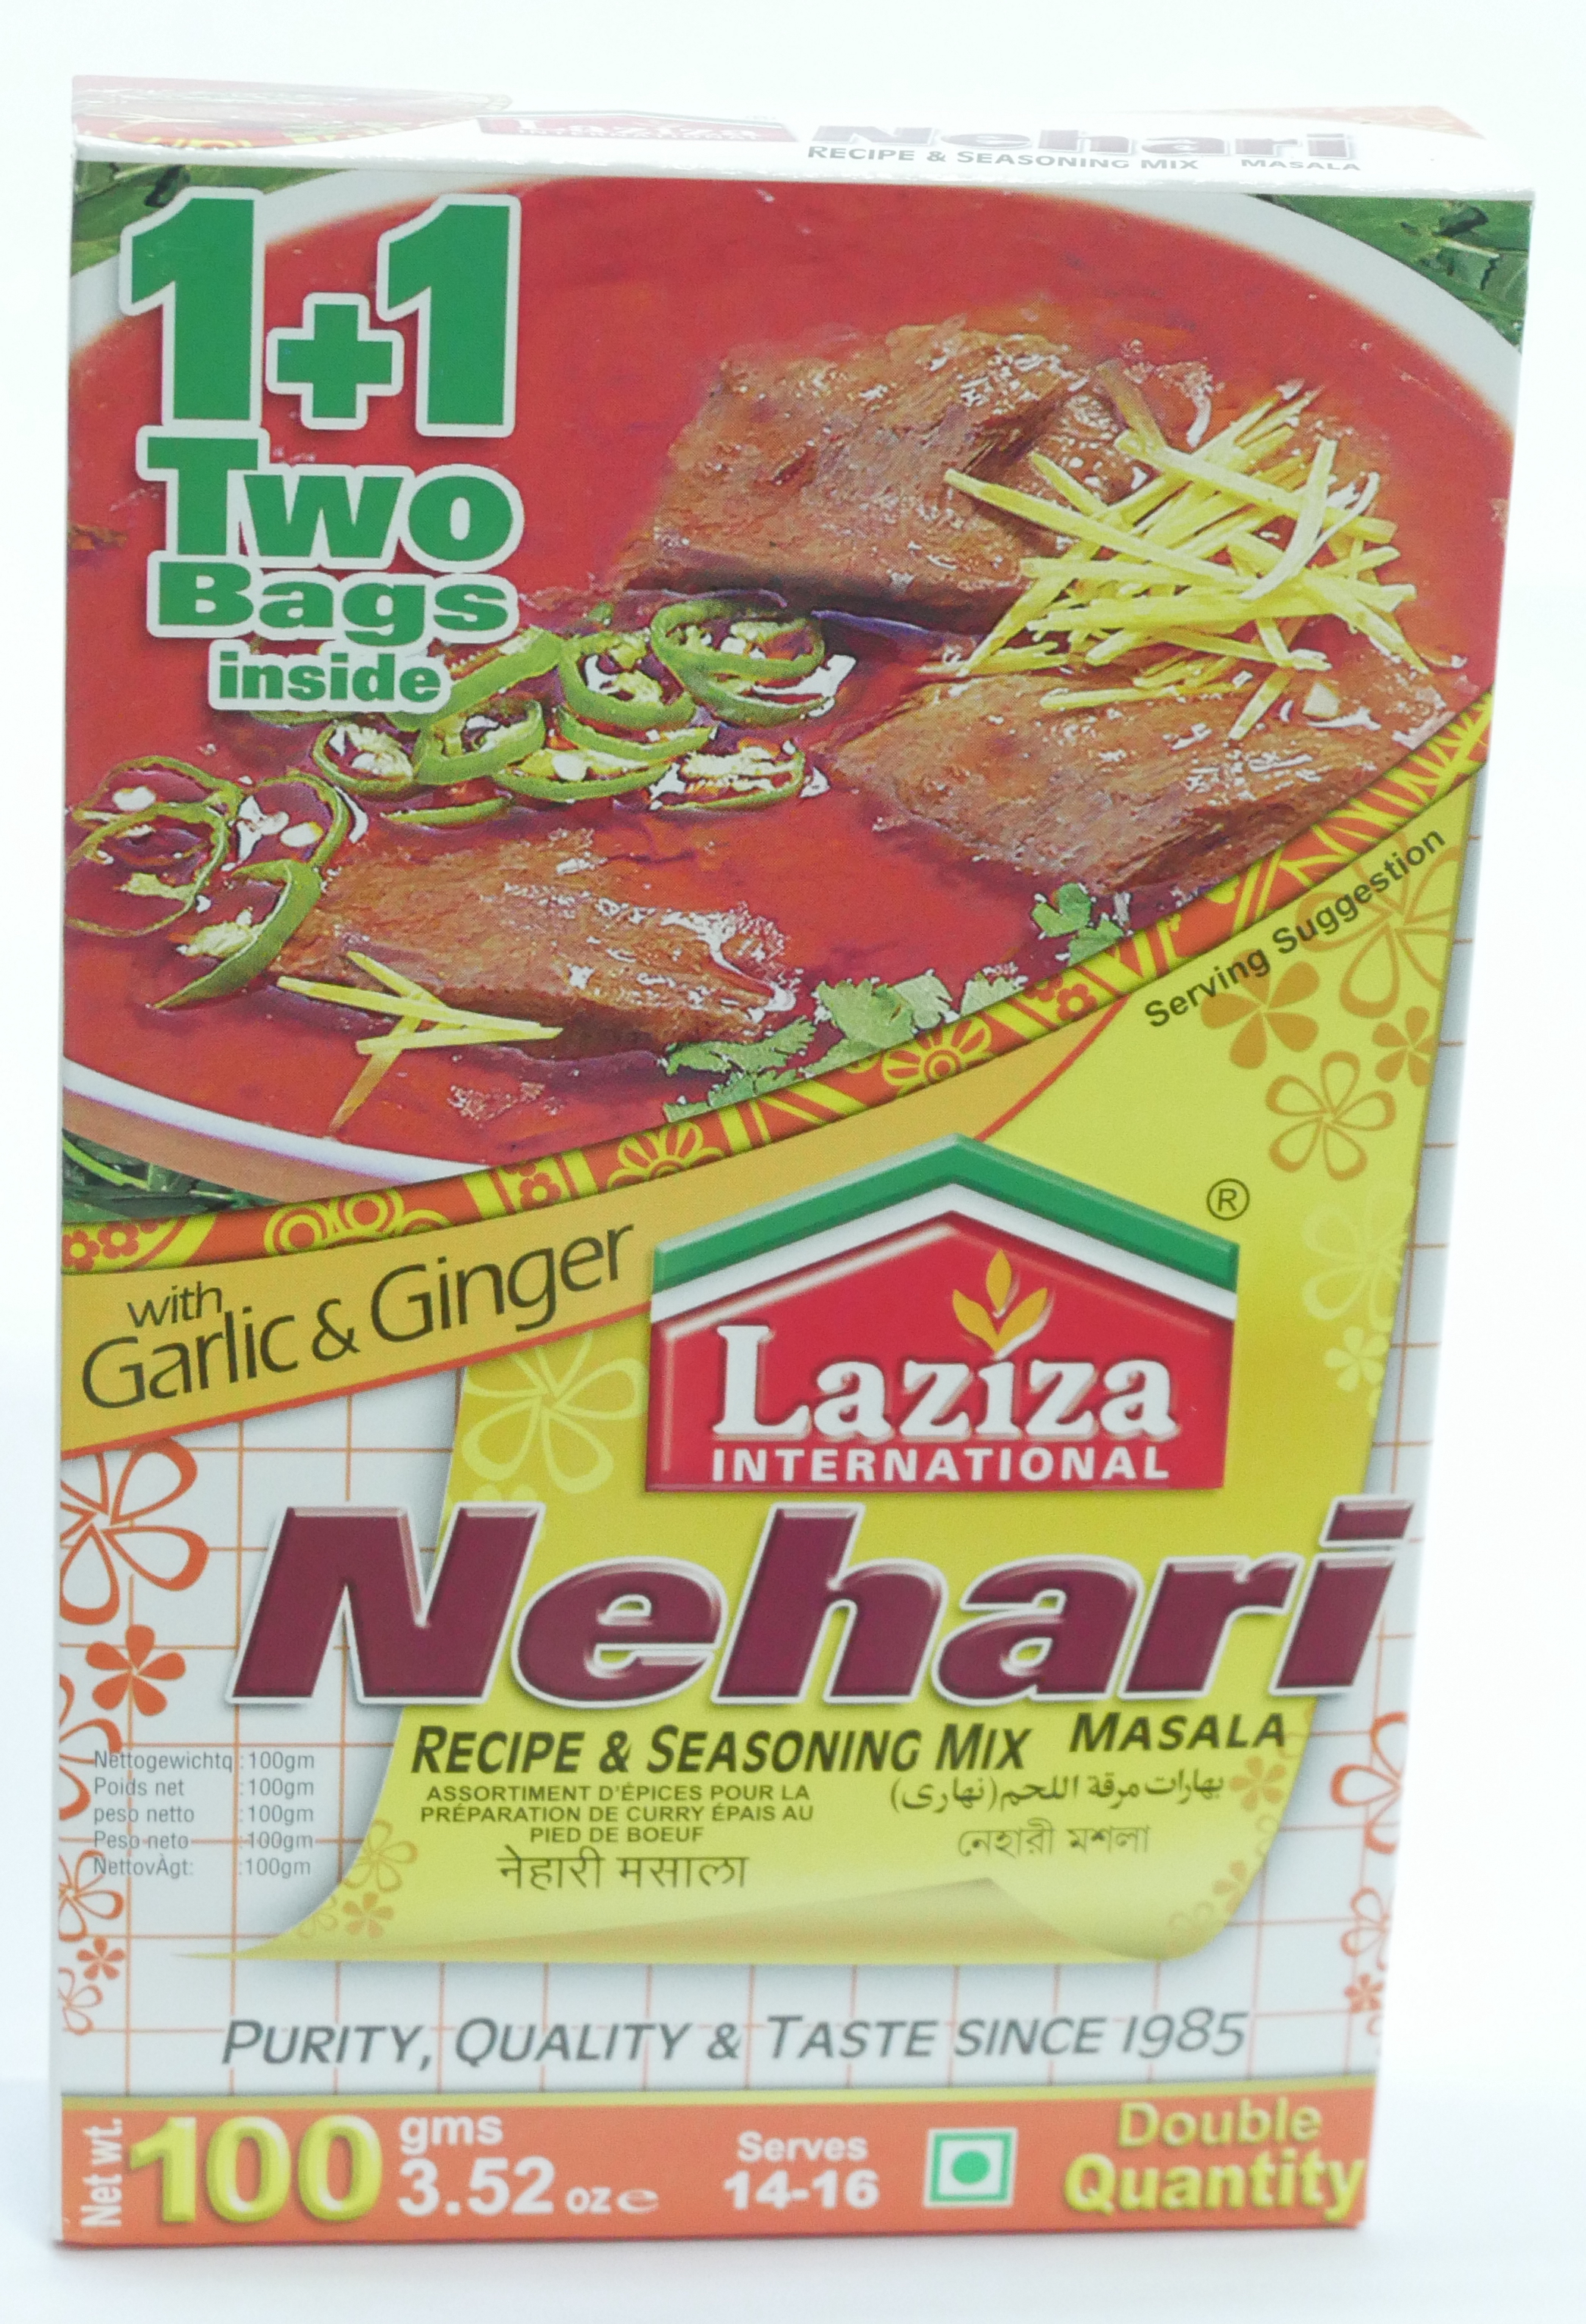 Laziza
INTERNATIONAL
Nehari
RECIPE & SEASONING MIX MASALA
1+1
Two
Bags
inside
Serving Suggestion
with
Garlic & Ginger
®
Laziza
INTERNATIONAL
Nehari
RECIPE & SEASONING MIX MASALA
Nettogewichtq :100gm
Poids net :100gm
peso netto :100gm
Peso neto :100gm
NettovÀgt: :100gm
ASSORTIMENT D'ÉPICES POUR LA
PRÉPARATION DE CURRY ÉPAIS AU
PIED DE BOEUF
नेहारी मसाला
بهارات مرقة اللحم (نهاری)
নেহারী মশলা
PURITY, QUALITY & TASTE SINCE 1985
Net wt. 100 gms
3.52 oz e
Serves
14-16
Double
Quantity